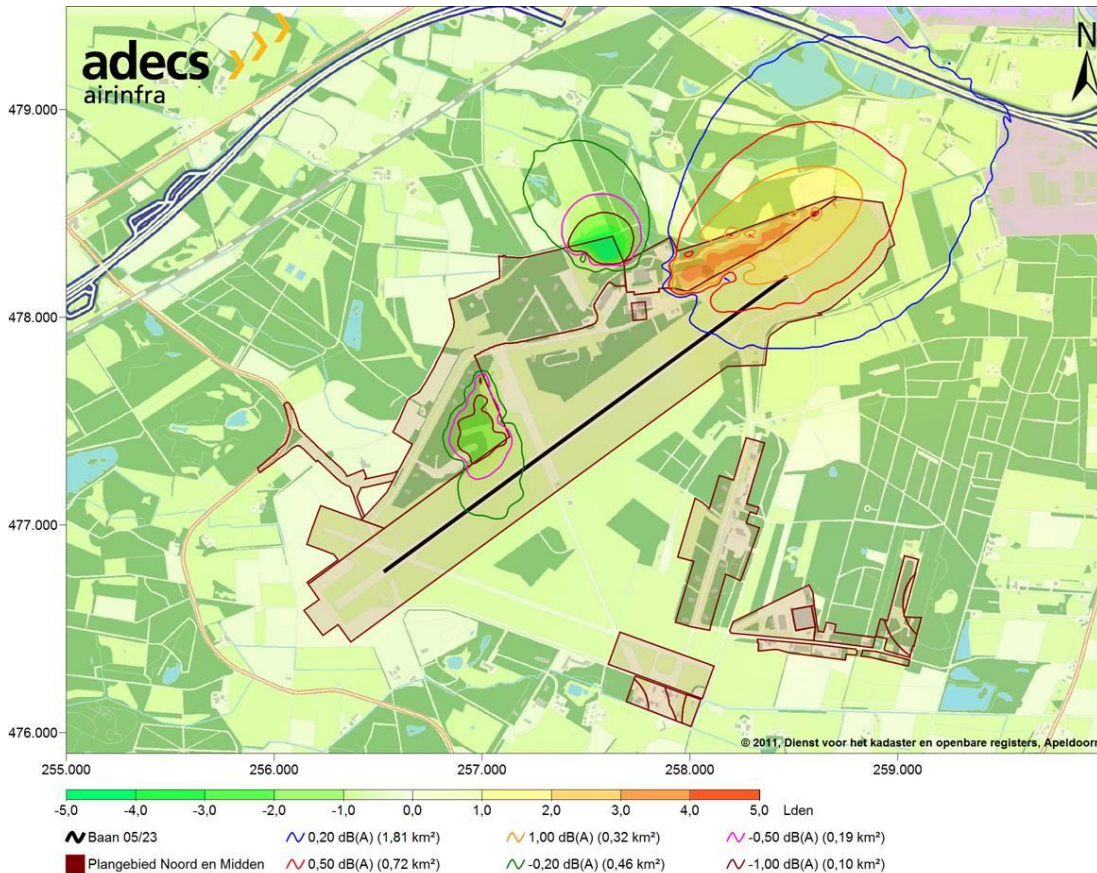 adecs
airinfra
N
479.000
478.000
477.000
476.000
© 2011, Dienst voor het kadaster en openbare registers, Apeldoorn
255.000 256.000 257.000 258.000 259.000
-5,0 -4,0 -3,0 -2,0 -1,0 0,0 1,0 2,0 3,0 4,0 5,0 Lden
Baan 05/23 0,20 dB(A) (1,81 km²) 1,00 dB(A) (0,32 km²) -0,50 dB(A) (0,19 km²)
Plangebied Noord en Midden 0,50 dB(A) (0,72 km²) -0,20 dB(A) (0,46 km²) -1,00 dB(A) (0,10 km²)